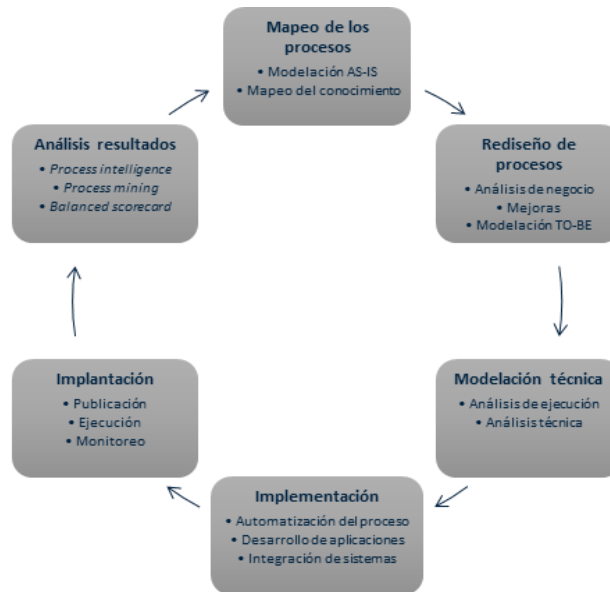 Mapeo de los
procesos
• Modelación AS-IS
• Mapeo del conocimiento
Rediseño de
procesos
• Análisis de negocio
• Mejoras
• Modelación TO-BE
Modelación técnica
• Análisis de ejecución
• Análisis técnica
Implementación
• Automatización del proceso
• Desarrollo de aplicaciones
• Integración de sistemas
Implantación
• Publicación
• Ejecución
• Monitoreo
Análisis resultados
• Process intelligence
• Process mining
• Balanced scorecard